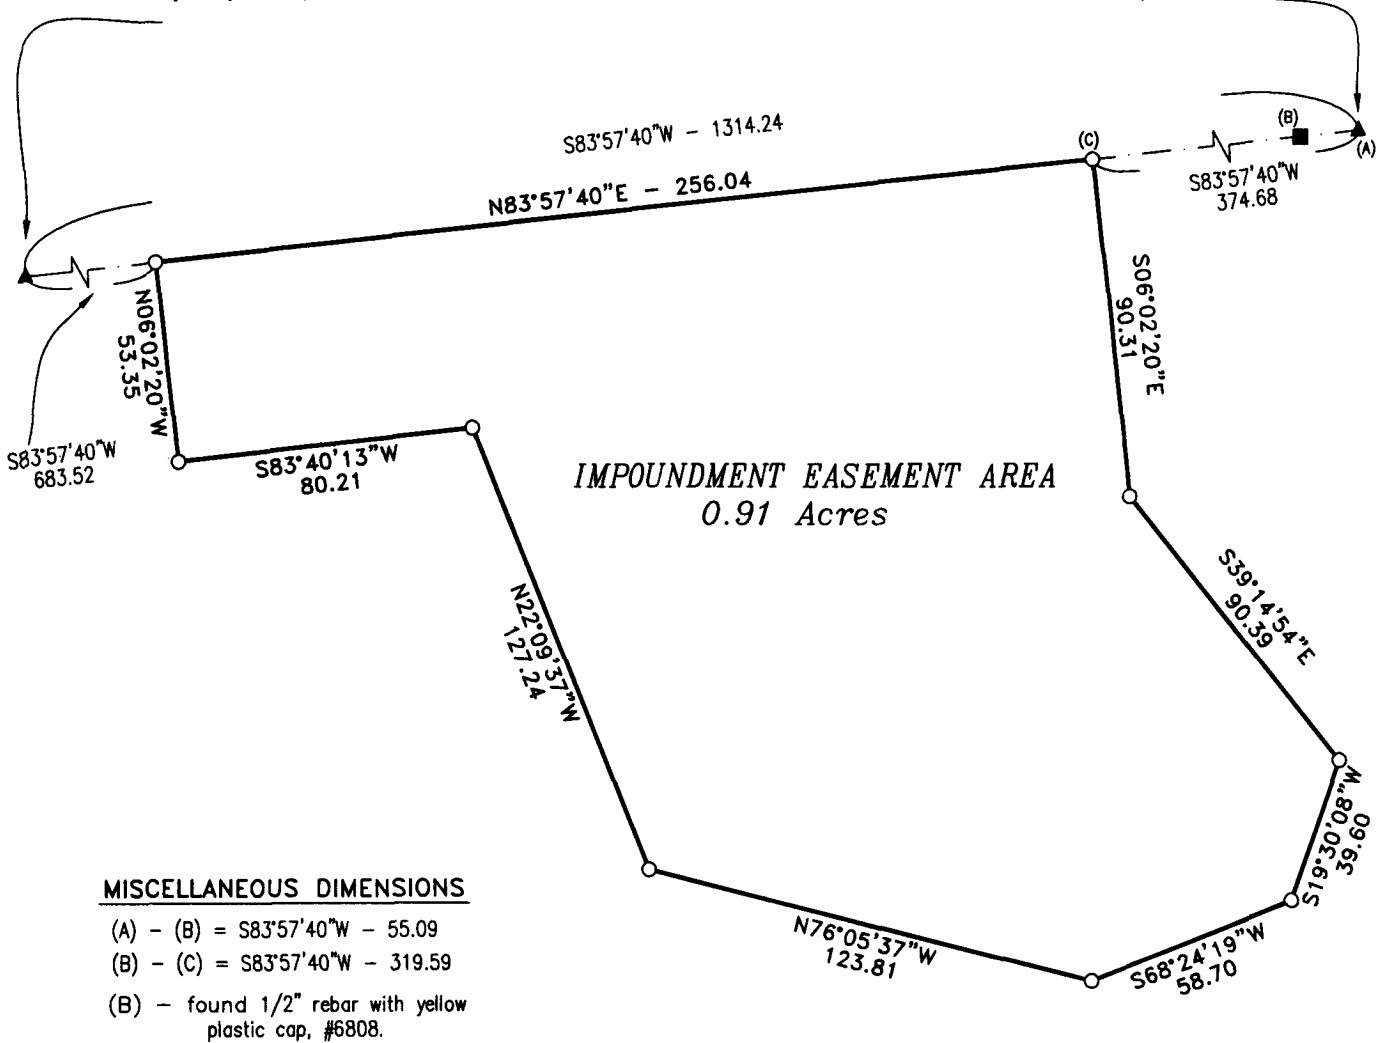 S83°57'40"W - 1314.24
(B)
(C)
(A)
N83°57'40"E - 256.04
S83°57'40"W
374.68
S06°02'20"E
90.31
N06°02'20"W
53.35
S83°57'40"W
683.52
S83°40'13"W
80.21
IMPOUNDMENT EASEMENT AREA
0.91 Acres
S39°14'54"E
90.39
N22°09'37"W
127.24
S19°30'08"W
39.60
N76°05'37"W
123.81
S68°24'19"W
58.70
MISCELLANEOUS DIMENSIONS
(A) - (B) = S83°57'40"W - 55.09
(B) - (C) = S83°57'40"W - 319.59
(B) - found 1/2" rebar with yellow
plastic cap, #6808.